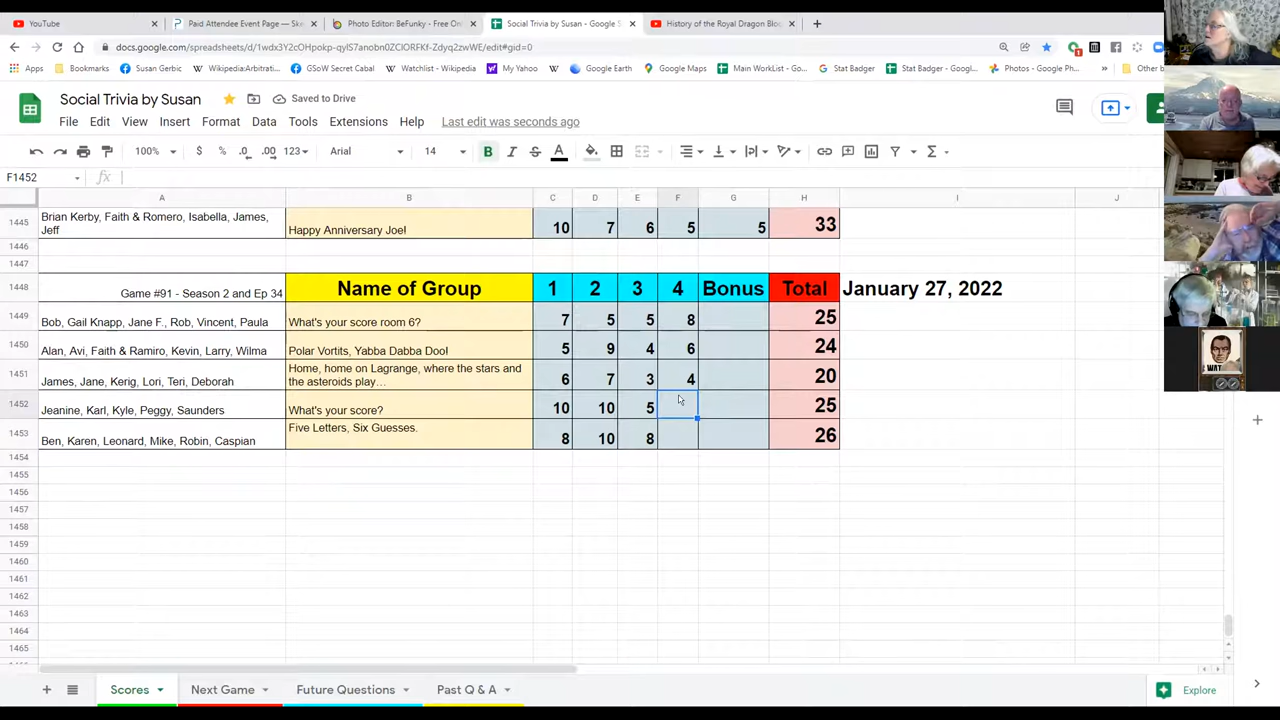 YouTube
Paid Attendee Event Page — Ske
Photo Editor: BeFunky - Free Onl
Social Trivia by Susan - Google S
History of the Royal Dragon Bloo
docs.google.com/spreadsheets/d/1wdx3Y2cOHpokp-qyIS7anobn0ZClORFKf-Zdyq2zwE/edit#gid=0
Apps
Bookmarks
Susan Gerbic
Wikipedia:Arbitrati...
GSoW Secret Cabal
Watchlist - Wikipe...
My Yahoo
Google Earth
Google Maps
Main WorkList - Go...
Stat Badger
Stat Badger - Googl...
Photos - Google Ph...
Other b
Social Trivia by Susan
Saved to Drive
File Edit View Insert Format Data Tools Extensions Help Last edit was seconds ago
100% $ % .0 .00 123 Arial 14 B I S A
F1452 fx
A B C D E F G H I J
1445 Brian Kerby, Faith & Romero, Isabella, James,
Jeff Happy Anniversary Joe! 10 7 6 5 5 33
1446
1447
1448 Game #91 - Season 2 and Ep 34 Name of Group 1 2 3 4 Bonus Total January 27, 2022
1449 Bob, Gail Knapp, Jane F., Rob, Vincent, Paula What's your score room 6? 7 5 5 8 25
1450 Alan, Avi, Faith & Ramiro, Kevin, Larry, Wilma Polar Vortits, Yabba Dabba Doo! 5 9 4 6 24
1451 James, Jane, Kerig, Lori, Teri, Deborah Home, home on Lagrange, where the stars and
the asteroids play… 6 7 3 4 20
1452 Jeanine, Karl, Kyle, Peggy, Saunders What's your score? 10 10 5 25
1453 Ben, Karen, Leonard, Mike, Robin, Caspian Five Letters, Six Guesses. 8 10 8 26
1454
1455
1456
1457
1458
1459
1460
1461
1462
1463
1464
1465
Scores
Next Game
Future Questions
Past Q & A
Explore
WAT